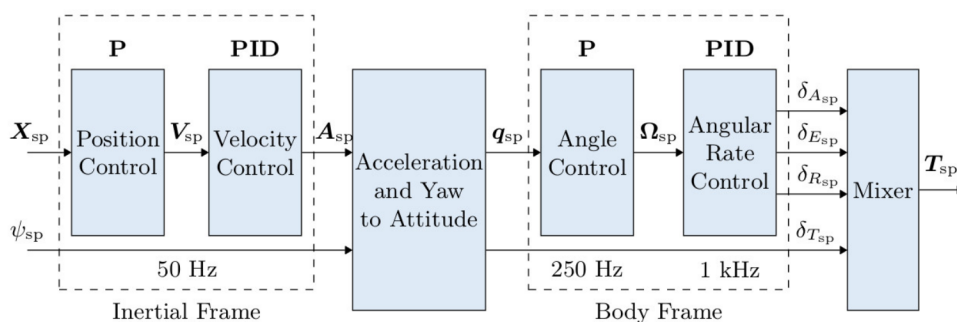 P
PID
P
PID
X_sp
Position
Control
V_sp
Velocity
Control
A_sp
Acceleration
and Yaw
to Attitude
q_sp
Angle
Control
Ω_sp
Angular
Rate
Control
δ_A_sp
δ_E_sp
δ_R_sp
δ_T_sp
Mixer
T_sp
ψ_sp
50 Hz
250 Hz
1 kHz
Inertial Frame
Body Frame